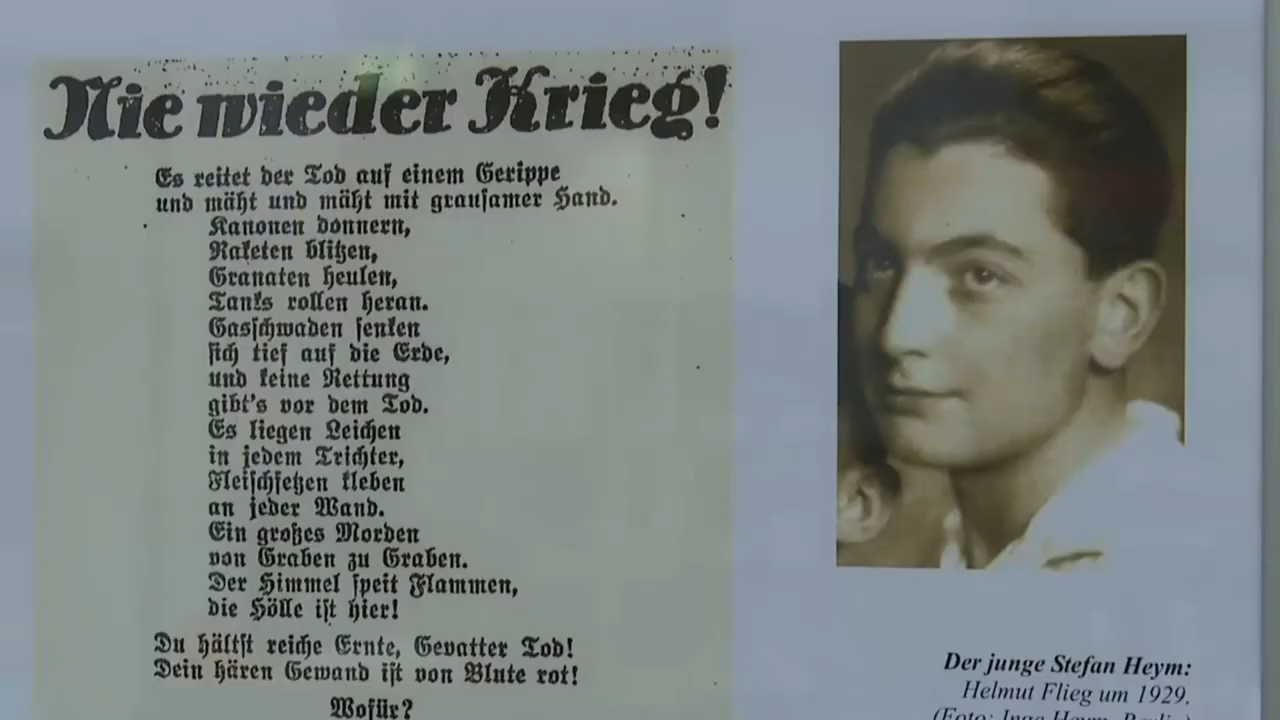 Nie wieder Krieg!
Es reitet der Tod auf einem Gerippe
und mäht und mäht mit grausamer Hand.
Kanonen donnern,
Raketen blitzen,
Granaten heulen,
Tanks rollen heran.
Gasschwaden senken
sich tief auf die Erde,
und keine Rettung
gibt's vor dem Tod.
Es liegen Leichen
in jedem Trichter,
Fleischfetzen kleben
an jeder Wand.
Ein großes Morden
von Graben zu Graben.
Der Himmel speit Flammen,
die Hölle ist hier!
Du hältst reiche Ernte, Gevatter Tod!
Dein hären Gewand ist von Blute rot!
Wofür?
Der junge Stefan Heym:
Helmut Flieg um 1929.
(Foto: Inge Heym,